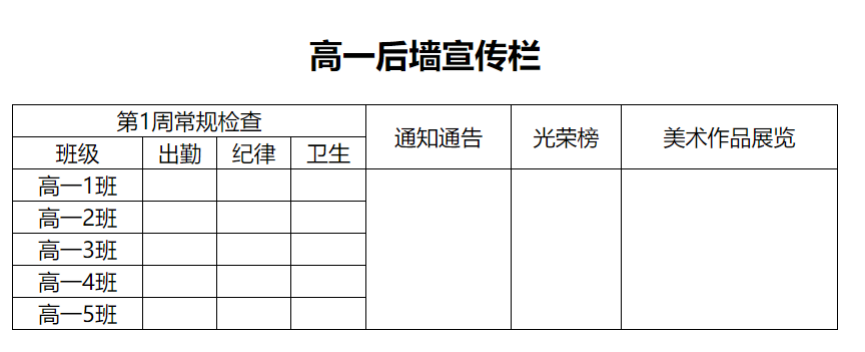 高一后墙宣传栏
第1周常规检查 通知通告 光荣榜 美术作品展览
班级 出勤 纪律 卫生
高一1班
高一2班
高一3班
高一4班
高一5班